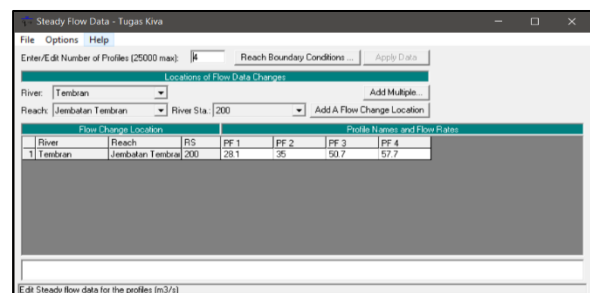 Steady Flow Data - Tugas Kiva
File Options Help
Enter/Edit Number of Profiles (25000 max): 4 Reach Boundary Conditions ... Apply Data
Locations of Flow Data Changes
River: Tembran Add Multiple...
Reach: Jembatan Tembran River Sta.: 200 Add A Flow Change Location
Flow Change Location Profile Names and Flow Rates
River Reach RS PF 1 PF 2 PF 3 PF 4
1 Tembran Jembatan Tembran 200 28.1 35 50.7 57.7
Edit Steady flow data for the profiles (m3/s)